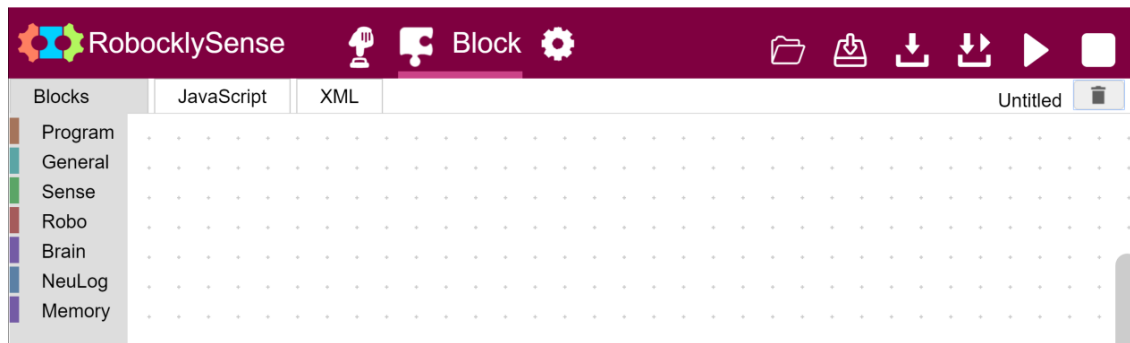 RobocklySense Block
Blocks JavaScript XML Untitled
Program
General
Sense
Robo
Brain
NeuLog
Memory